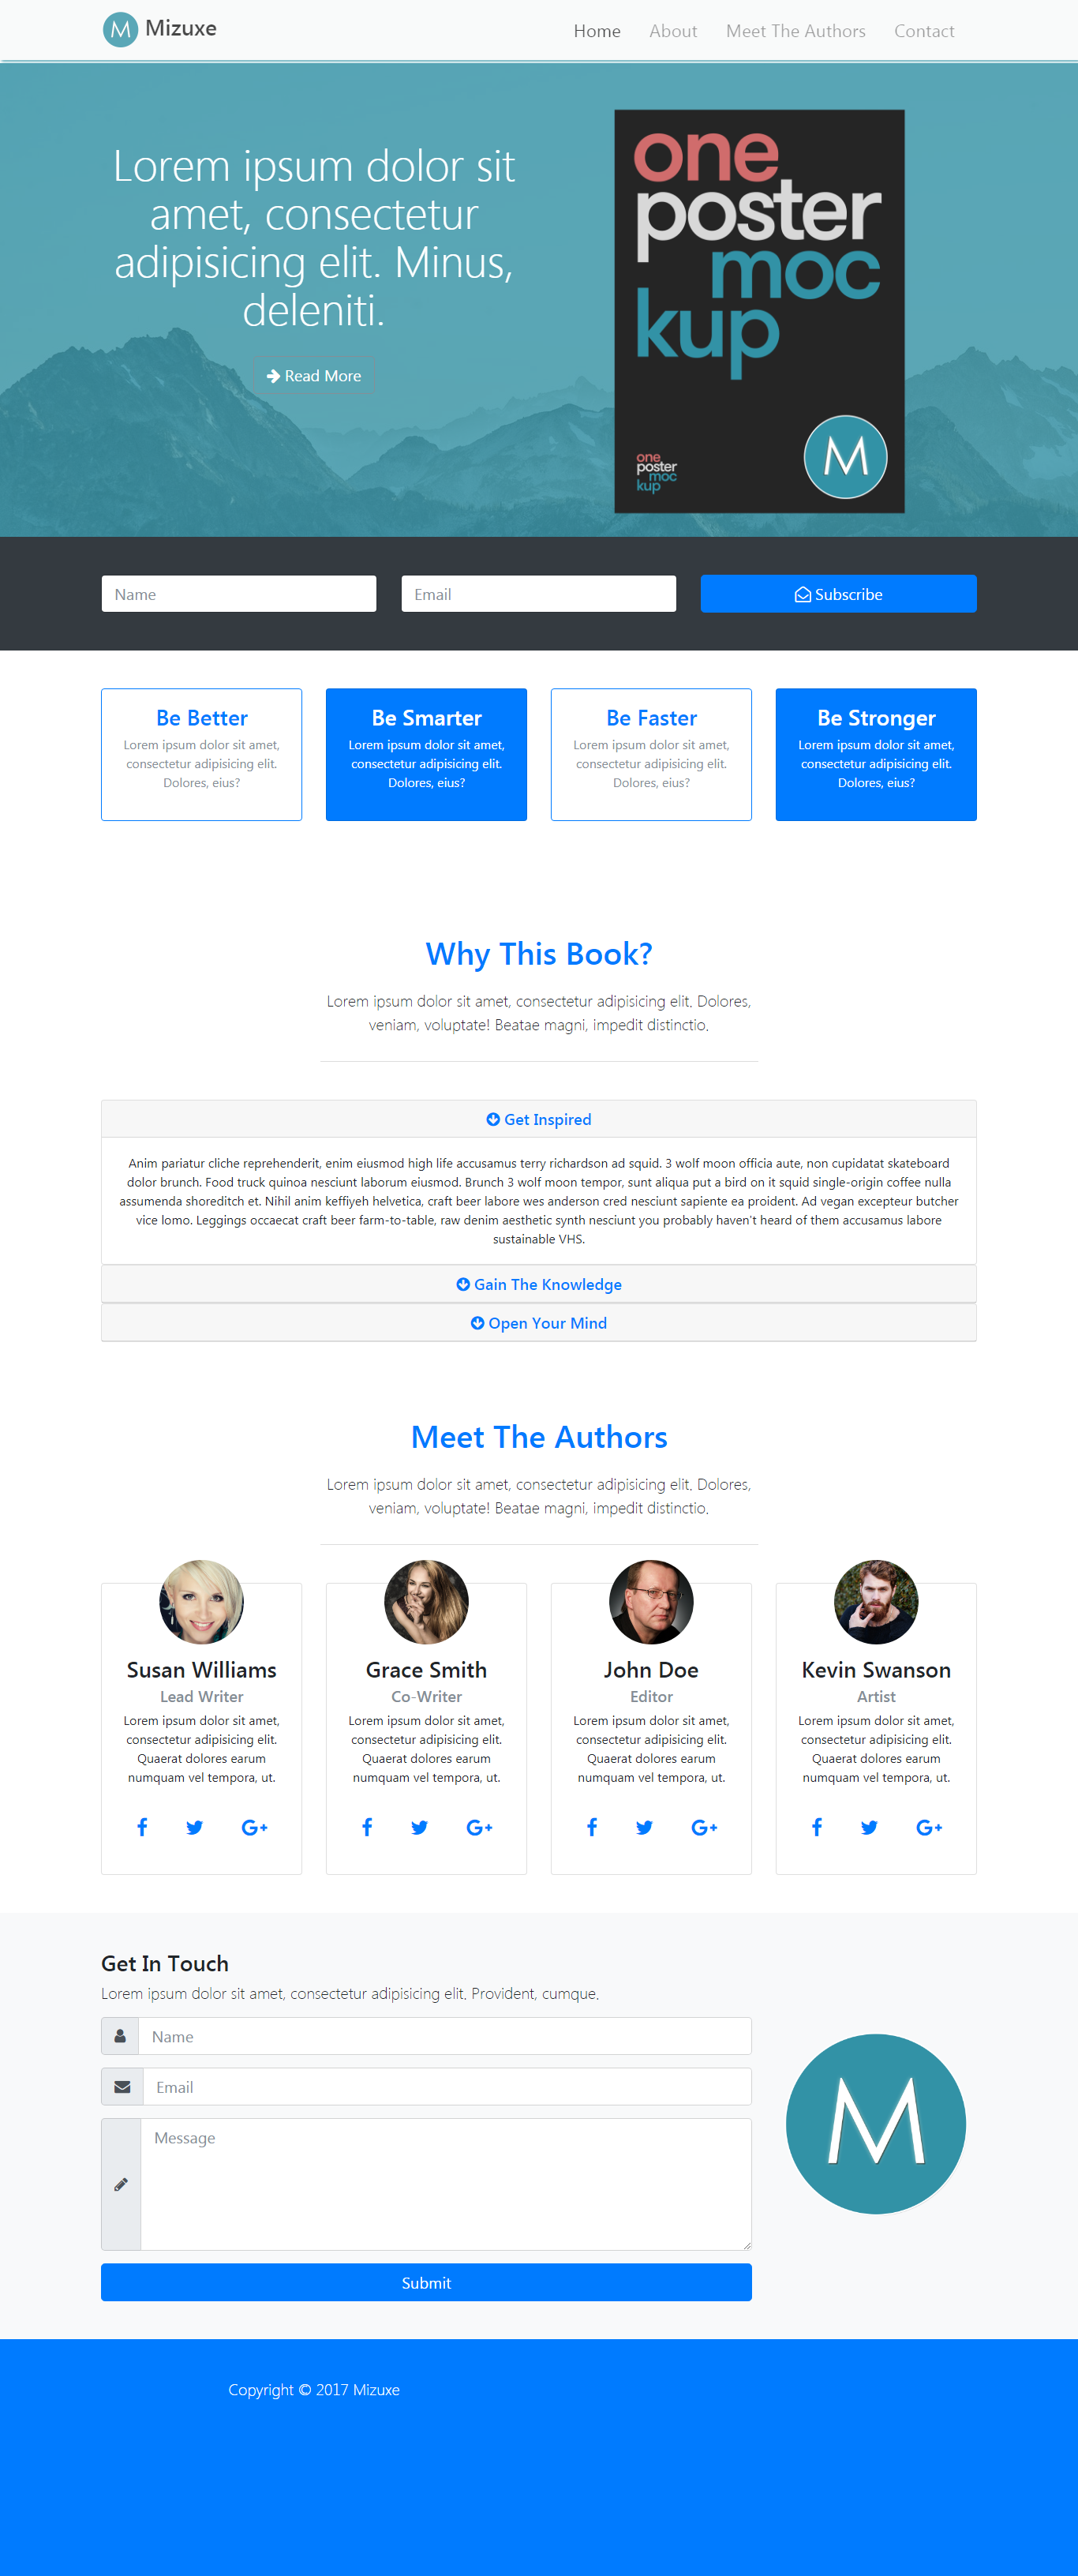 M Mizuxe
Home About Meet The Authors Contact
Lorem ipsum dolor sit
amet, consectetur
adipisicing elit. Minus,
deleniti.
Read More
one
poster
moc
kup
one
poster
moc
kup
M
Name
Email
Subscribe
Be Better
Lorem ipsum dolor sit amet,
consectetur adipisicing elit.
Dolores, eius?
Be Smarter
Lorem ipsum dolor sit amet,
consectetur adipisicing elit.
Dolores, eius?
Be Faster
Lorem ipsum dolor sit amet,
consectetur adipisicing elit.
Dolores, eius?
Be Stronger
Lorem ipsum dolor sit amet,
consectetur adipisicing elit.
Dolores, eius?
Why This Book?
Lorem ipsum dolor sit amet, consectetur adipisicing elit. Dolores,
veniam, voluptate! Beatae magni, impedit distinctio.
Get Inspired
Anim pariatur cliche reprehenderit, enim eiusmod high life accusamus terry richardson ad squid. 3 wolf moon officia aute, non cupidatat skateboard
dolor brunch. Food truck quinoa nesciunt laborum eiusmod. Brunch 3 wolf moon tempor, sunt aliqua put a bird on it squid single-origin coffee nulla
assumenda shoreditch et. Nihil anim keffiyeh helvetica, craft beer labore wes anderson cred nesciunt sapiente ea proident. Ad vegan excepteur butcher
vice lomo. Leggings occaecat craft beer farm-to-table, raw denim aesthetic synth nesciunt you probably haven't heard of them accusamus labore
sustainable VHS.
Gain The Knowledge
Open Your Mind
Meet The Authors
Lorem ipsum dolor sit amet, consectetur adipisicing elit. Dolores,
veniam, voluptate! Beatae magni, impedit distinctio.
Susan Williams
Lead Writer
Lorem ipsum dolor sit amet,
consectetur adipisicing elit.
Quaerat dolores earum
numquam vel tempora, ut.
f G+
Grace Smith
Co-Writer
Lorem ipsum dolor sit amet,
consectetur adipisicing elit.
Quaerat dolores earum
numquam vel tempora, ut.
f G+
John Doe
Editor
Lorem ipsum dolor sit amet,
consectetur adipisicing elit.
Quaerat dolores earum
numquam vel tempora, ut.
f G+
Kevin Swanson
Artist
Lorem ipsum dolor sit amet,
consectetur adipisicing elit.
Quaerat dolores earum
numquam vel tempora, ut.
f G+
Get In Touch
Lorem ipsum dolor sit amet, consectetur adipisicing elit. Provident, cumque.
Name
Email
Message
Submit
M
Copyright © 2017 Mizuxe